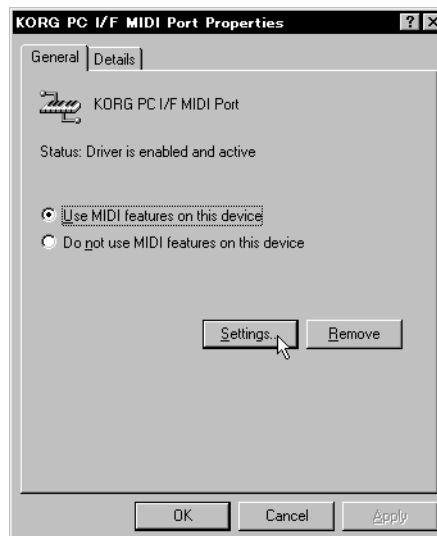 KORG PC I/F MIDI Port Properties
General
Details
KORG PC I/F MIDI Port
Status: Driver is enabled and active
Use MIDI features on this device
Do not use MIDI features on this device
Settings...
Remove
OK
Cancel
Apply